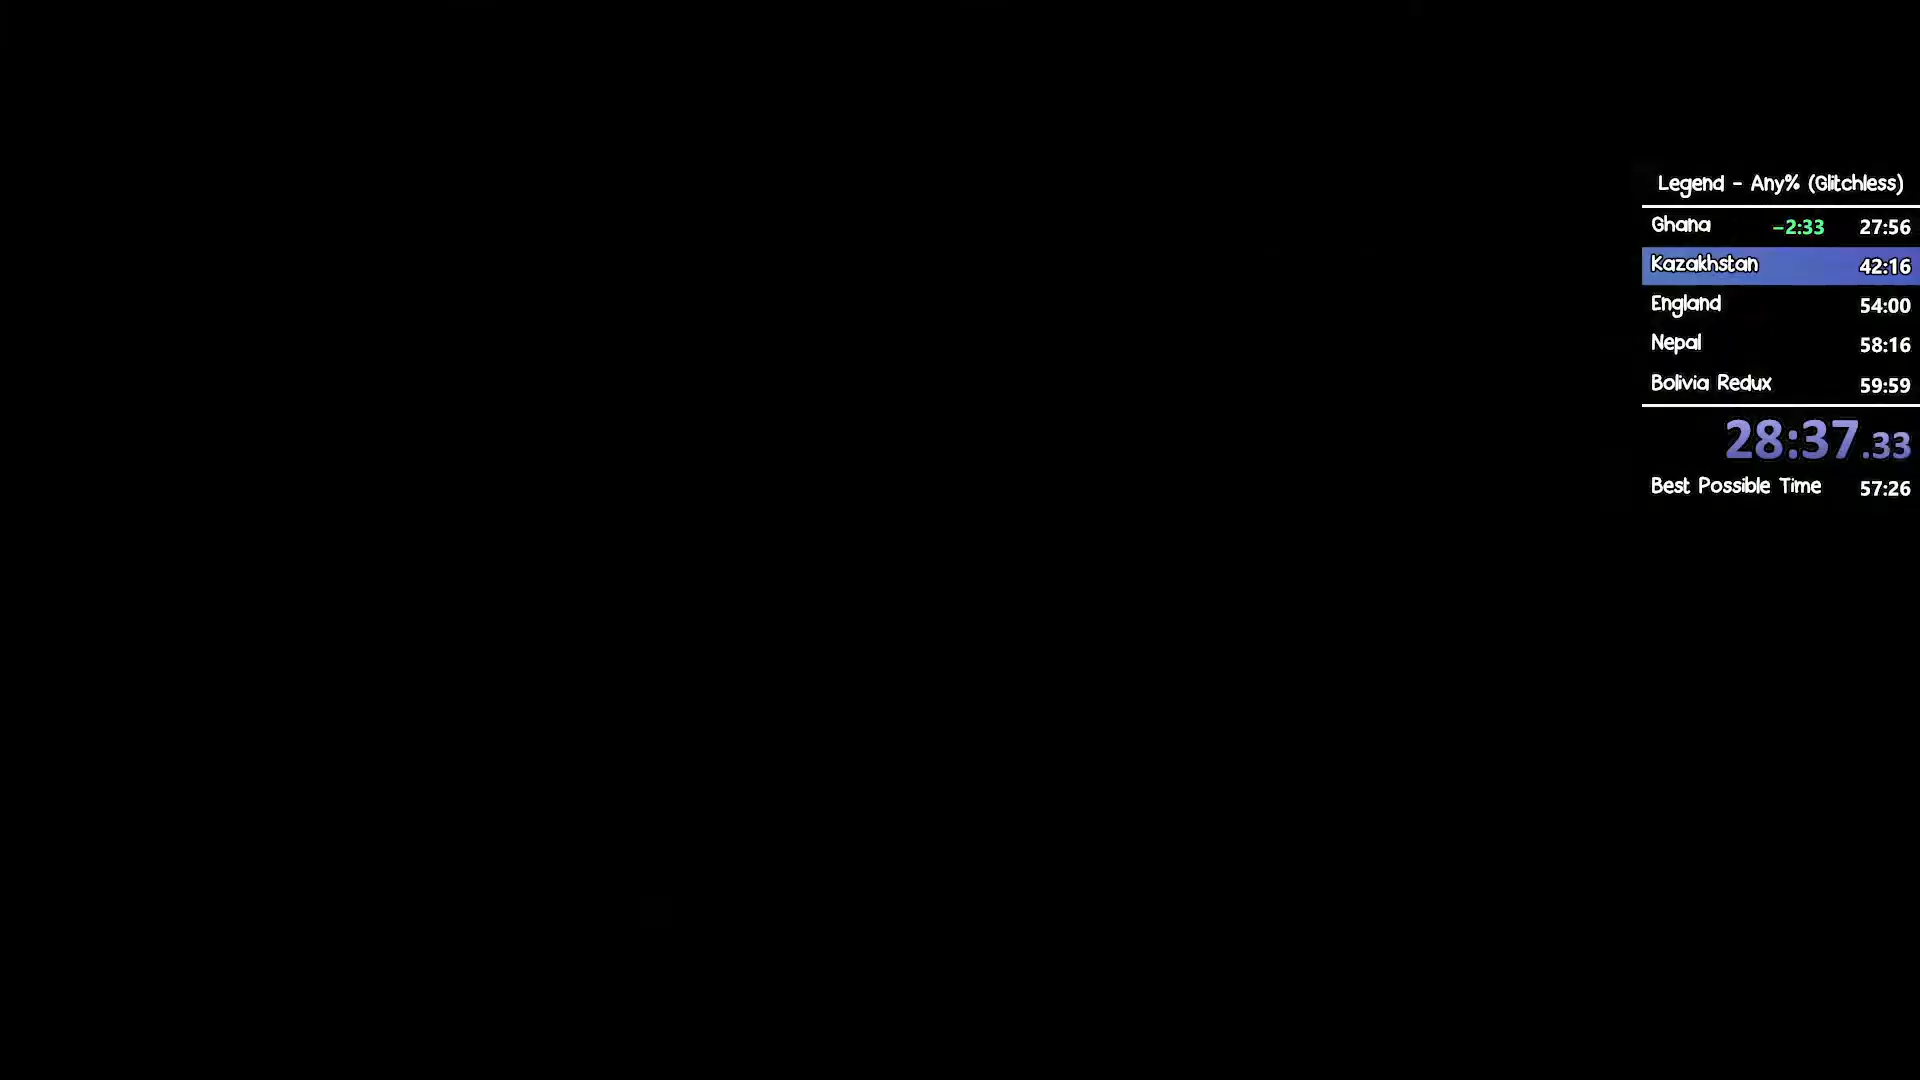 Legend - Any% (Glitchless)
Ghana -2:33 27:56
Kazakhstan 42:16
England 54:00
Nepal 58:16
Bolivia Redux 59:59
28:37.33
Best Possible Time 57:26